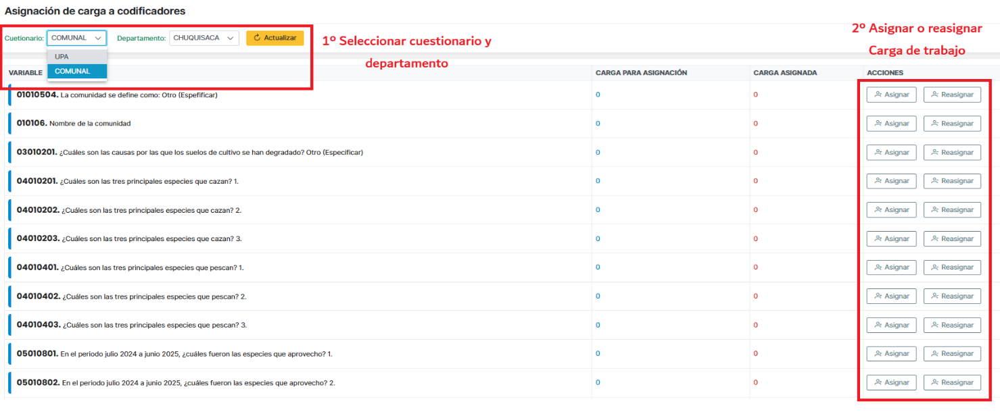 Asignación de carga a codificadores
Cuetionario: COMUNAL Departamento: CHUQUISACA Actualizar
UPA
COMUNAL
1º Seleccionar cuestionario y
departamento
2º Asignar o reasignar
Carga de trabajo
VARIABLE CARGA PARA ASIGNACIÓN CARGA ASIGNADA ACCIONES
01010504. La comunidad se define como: Otro (Espefificar) 0 0 Asignar Reasignar
010106. Nombre de la comunidad 0 0 Asignar Reasignar
03010201. ¿Cuáles son las causas por las que los suelos de cultivo se han degradado? Otro (Especificar) 0 0 Asignar Reasignar
04010201. ¿Cuáles son las tres principales especies que cazan? 1. 0 0 Asignar Reasignar
04010202. ¿Cuáles son las tres principales especies que cazan? 2. 0 0 Asignar Reasignar
04010203. ¿Cuáles son las tres principales especies que cazan? 3. 0 0 Asignar Reasignar
04010401. ¿Cuáles son las tres principales especies que pescan? 1. 0 0 Asignar Reasignar
04010402. ¿Cuáles son las tres principales especies que pescan? 2. 0 0 Asignar Reasignar
04010403. ¿Cuáles son las tres principales especies que pescan? 3. 0 0 Asignar Reasignar
05010801. En el periodo julio 2024 a junio 2025, ¿cuáles fueron las especies que aprovecho? 1. 0 0 Asignar Reasignar
05010802. En el periodo julio 2024 a junio 2025, ¿cuáles fueron las especies que aprovecho? 2. 0 0 Asignar Reasignar